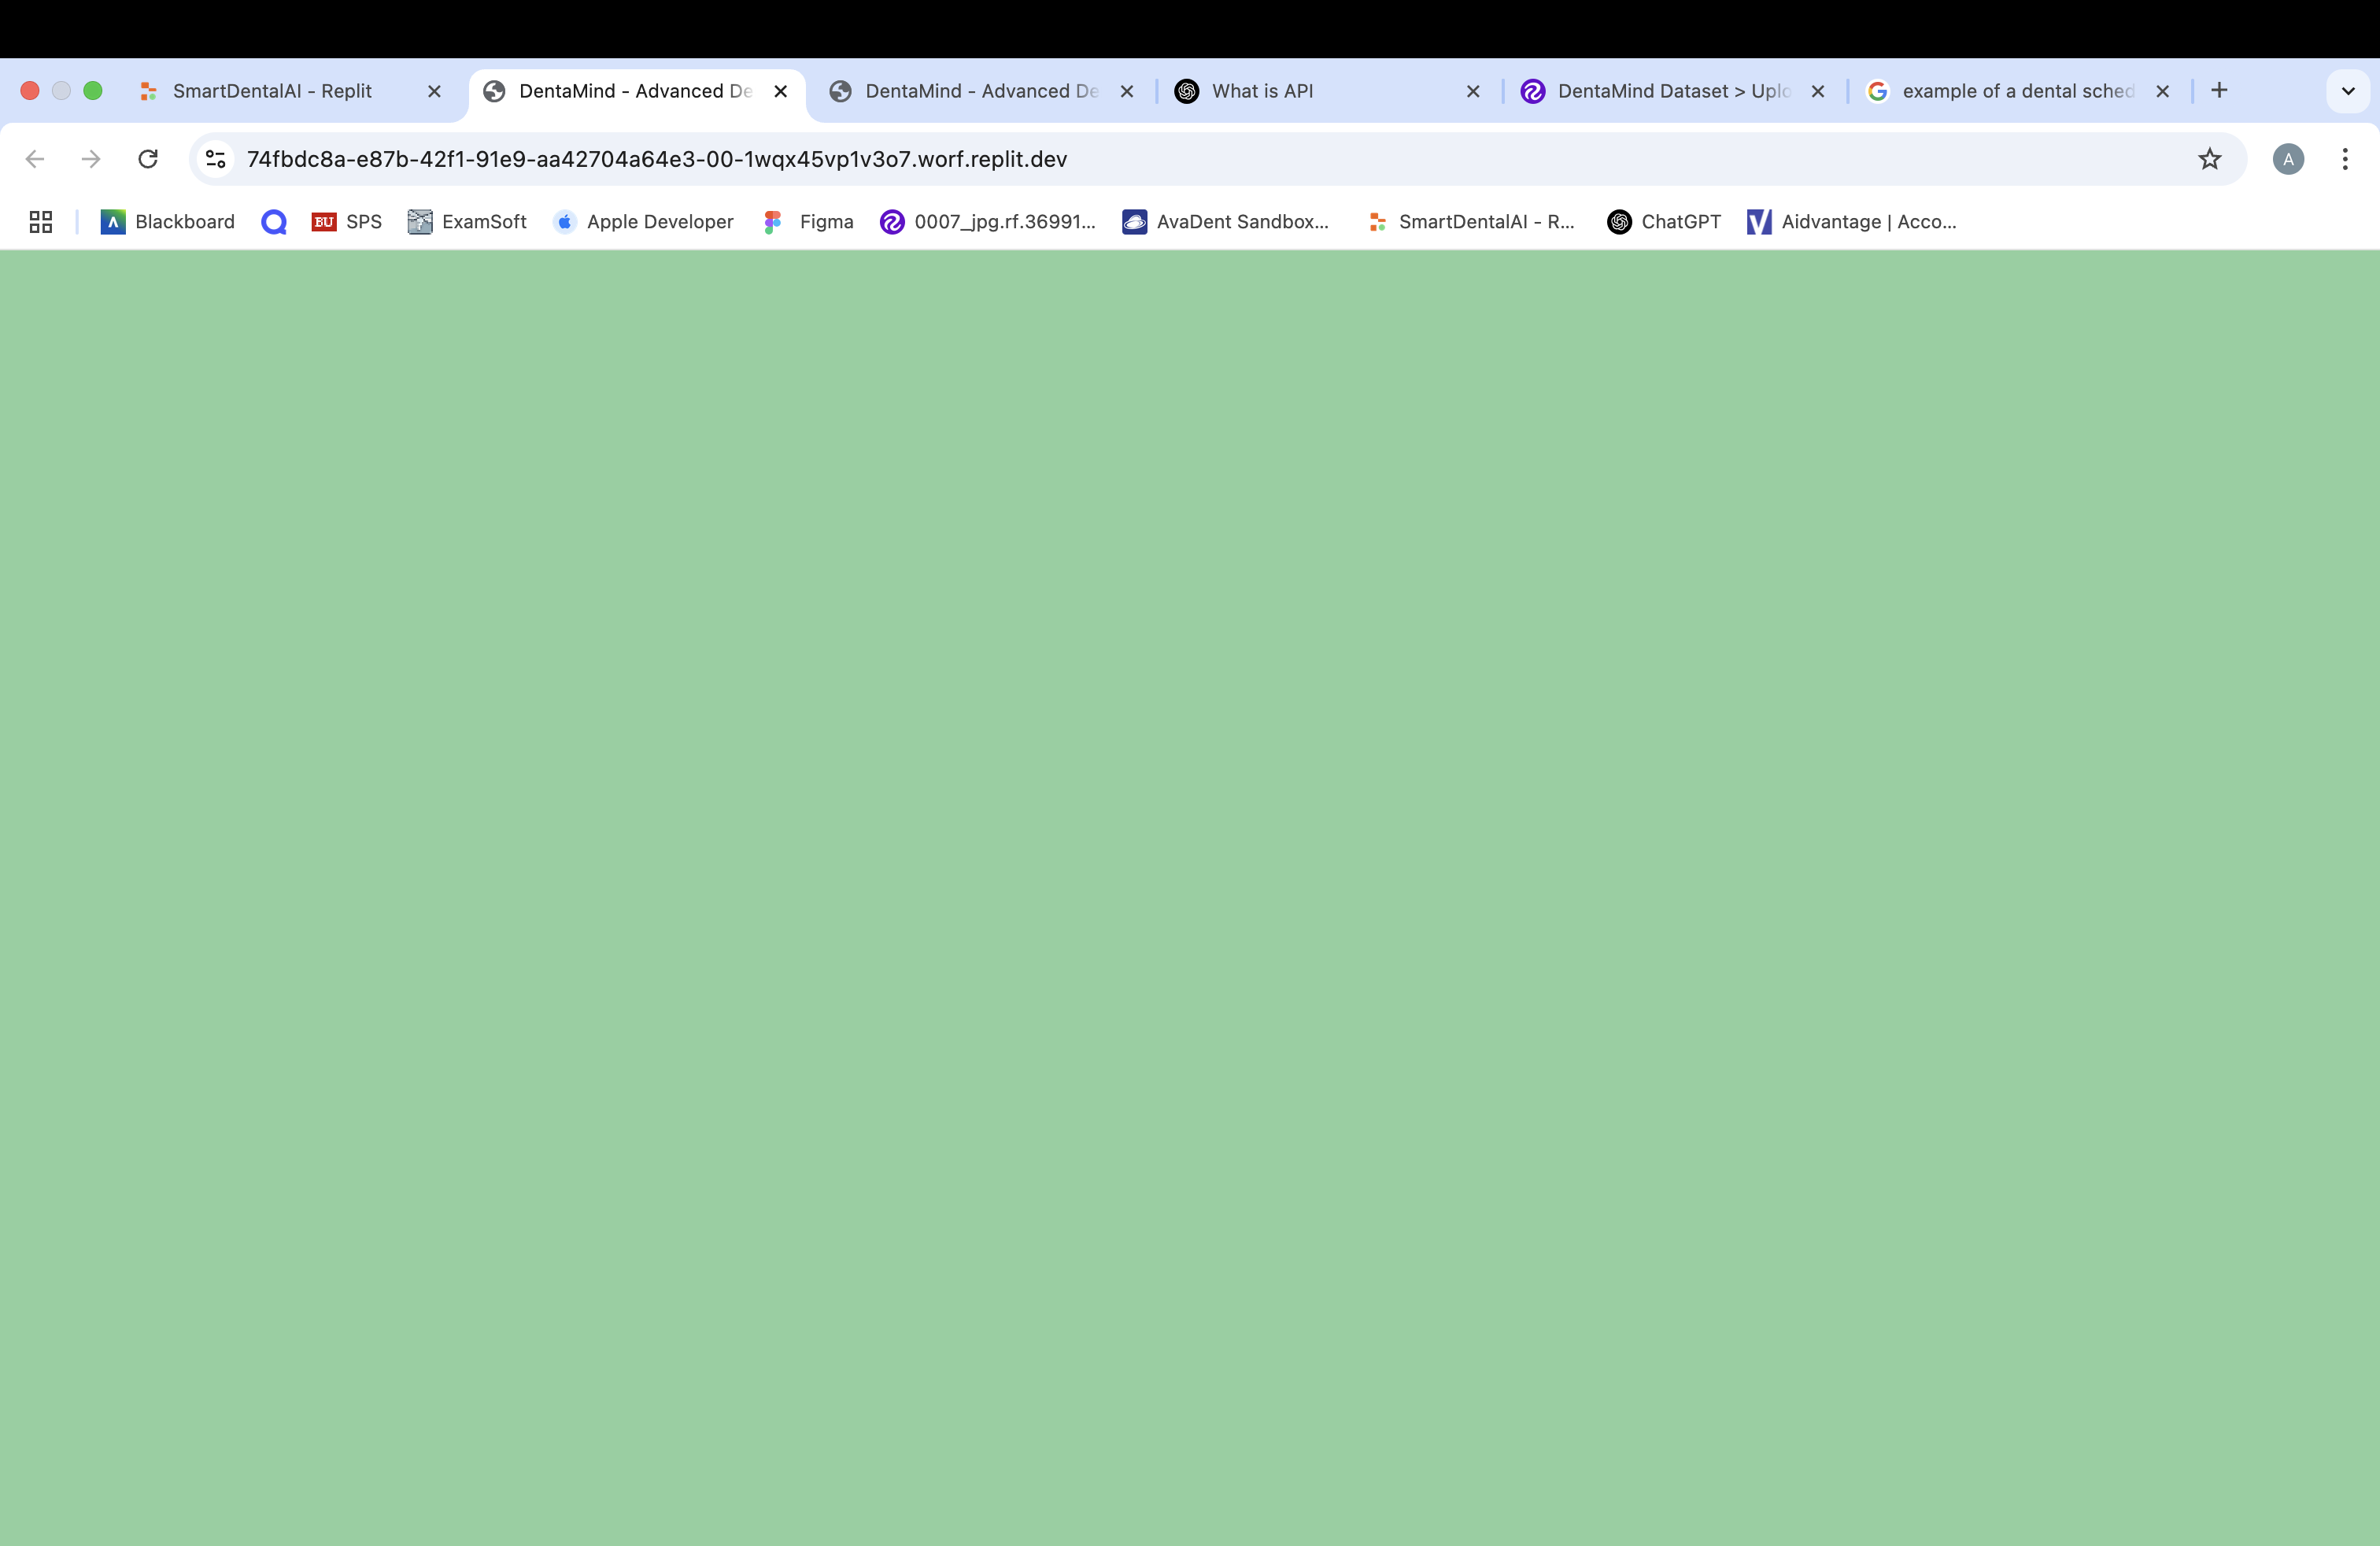 SmartDentalAI - Replit
DentaMind - Advanced De
DentaMind - Advanced De
What is API
DentaMind Dataset > Uplo
example of a dental sched
74fbdc8a-e87b-42f1-91e9-aa42704a64e3-00-1wqx45vp1v3o7.worf.replit.dev
A
Blackboard
BU SPS
ExamSoft
Apple Developer
Figma
0007_jpg.rf.36991...
AvaDent Sandbox...
SmartDentalAI - R...
ChatGPT
Aidvantage | Acco...